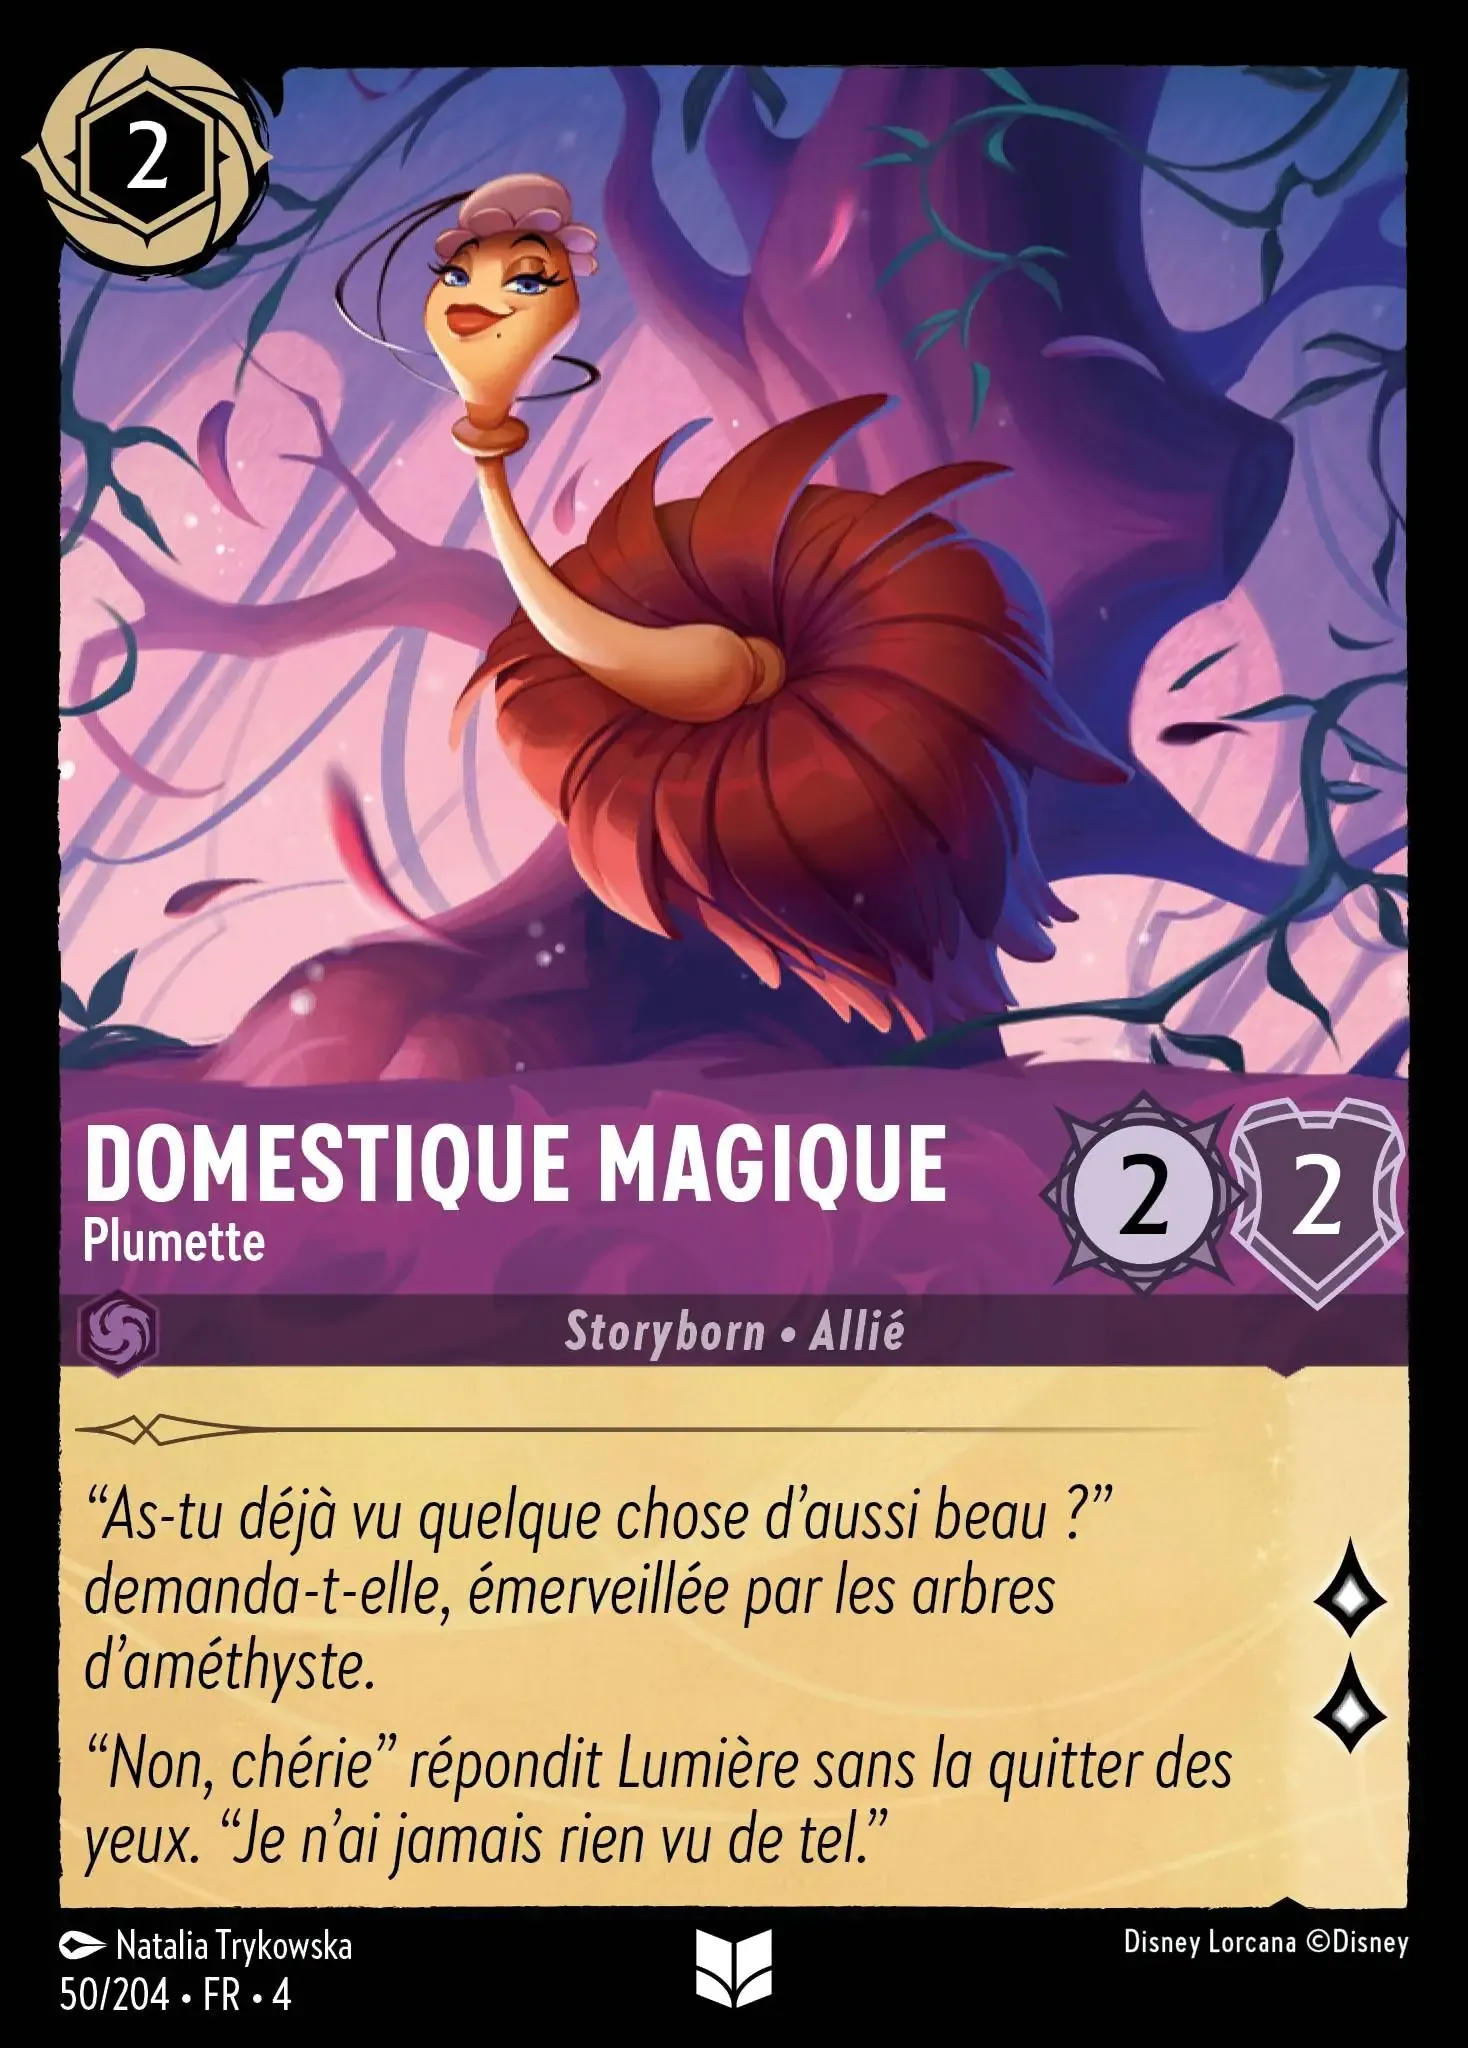 2
DOMESTIQUE MAGIQUE
Plumette
2
2
Storyborn • Allié
“As-tu déjà vu quelque chose d’aussi beau ?”
demanda-t-elle, émerveillée par les arbres
d’améthyste.
“Non, chérie” répondit Lumière sans la quitter des
yeux. “Je n’ai jamais rien vu de tel.”
Natalia Trykowska
Disney Lorcana ©Disney
50/204 • FR • 4